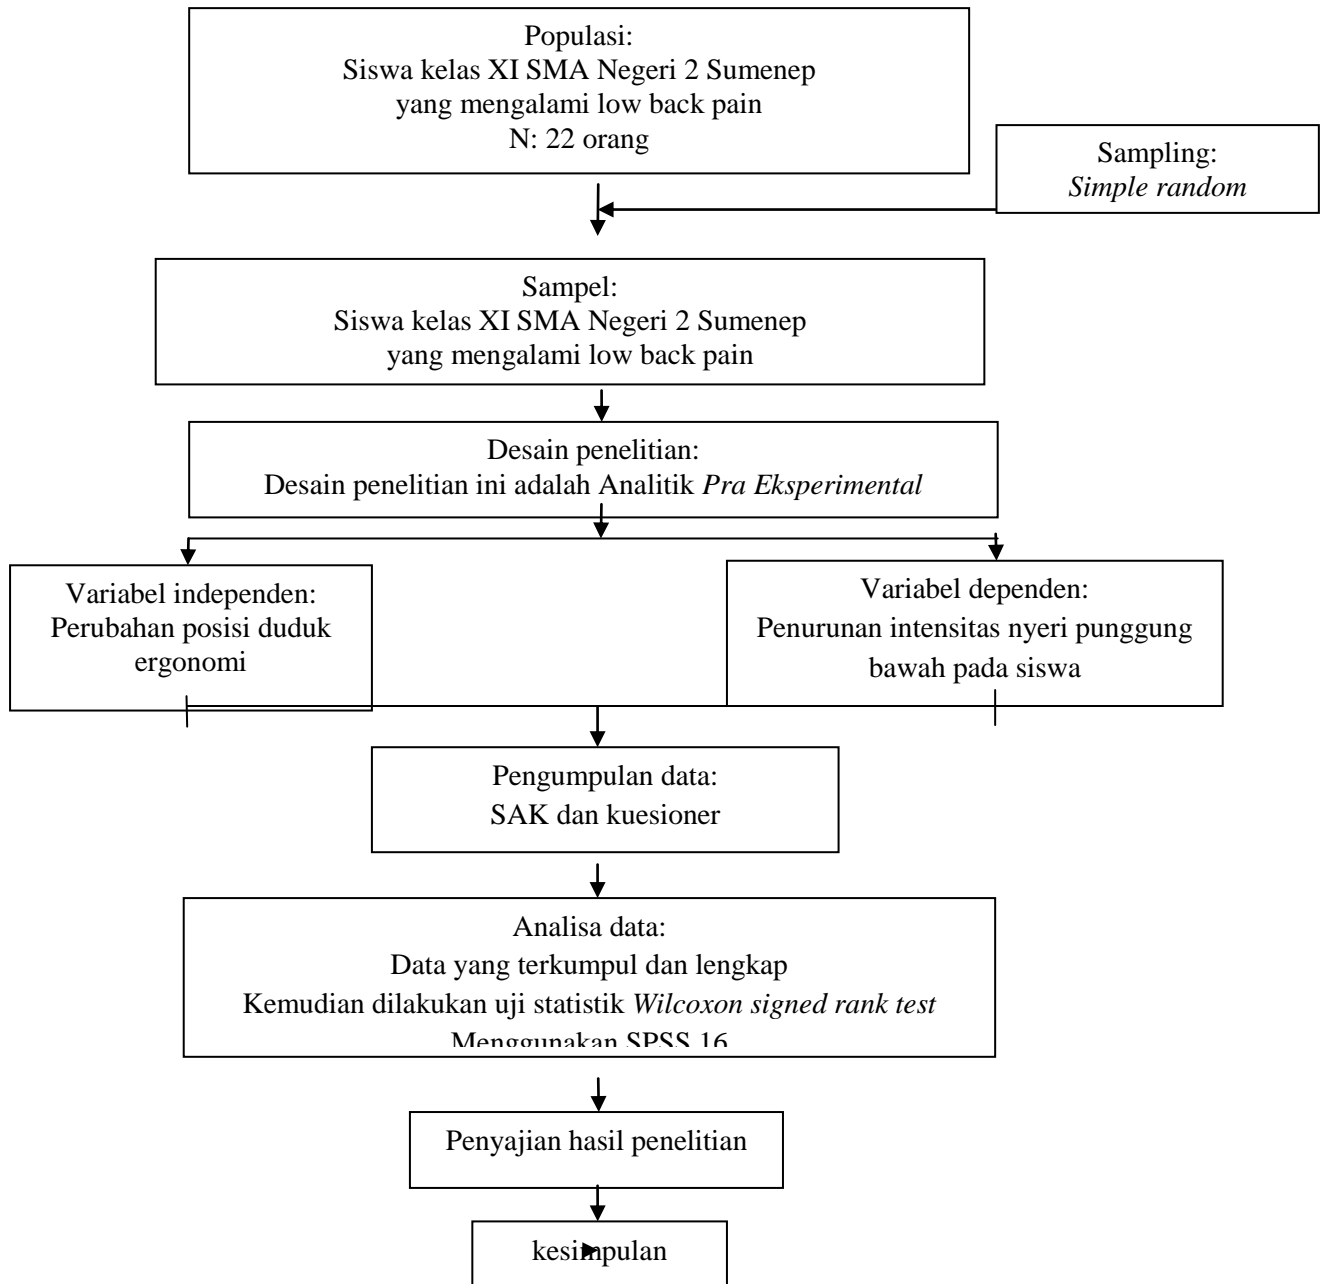 Populasi:
Siswa kelas XI SMA Negeri 2 Sumenep
yang mengalami low back pain
N: 22 orang
Sampling:
Simple random
Sampel:
Siswa kelas XI SMA Negeri 2 Sumenep
yang mengalami low back pain
Desain penelitian:
Desain penelitian ini adalah Analitik Pra Eksperimental
Variabel independen:
Perubahan posisi duduk
ergonomi
Variabel dependen:
Penurunan intensitas nyeri punggung
bawah pada siswa
Pengumpulan data:
SAK dan kuesioner
Analisa data:
Data yang terkumpul dan lengkap
Kemudian dilakukan uji statistik Wilcoxon signed rank test
Menggunakan SPSS 16
Penyajian hasil penelitian
kesimpulan